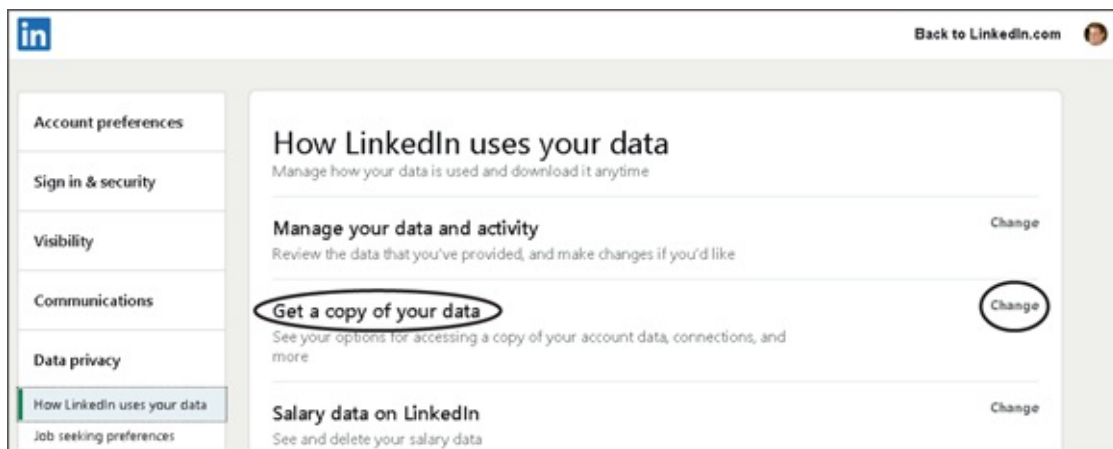 in
Back to LinkedIn.com
Account preferences
Sign in & security
Visibility
Communications
Data privacy
How LinkedIn uses your data
Job seeking preferences
How LinkedIn uses your data
Manage how your data is used and download it anytime
Manage your data and activity
Change
Review the data that you've provided, and make changes if you'd like
Get a copy of your data
Change
See your options for accessing a copy of your account data, connections, and
more
Salary data on LinkedIn
Change
See and delete your salary data